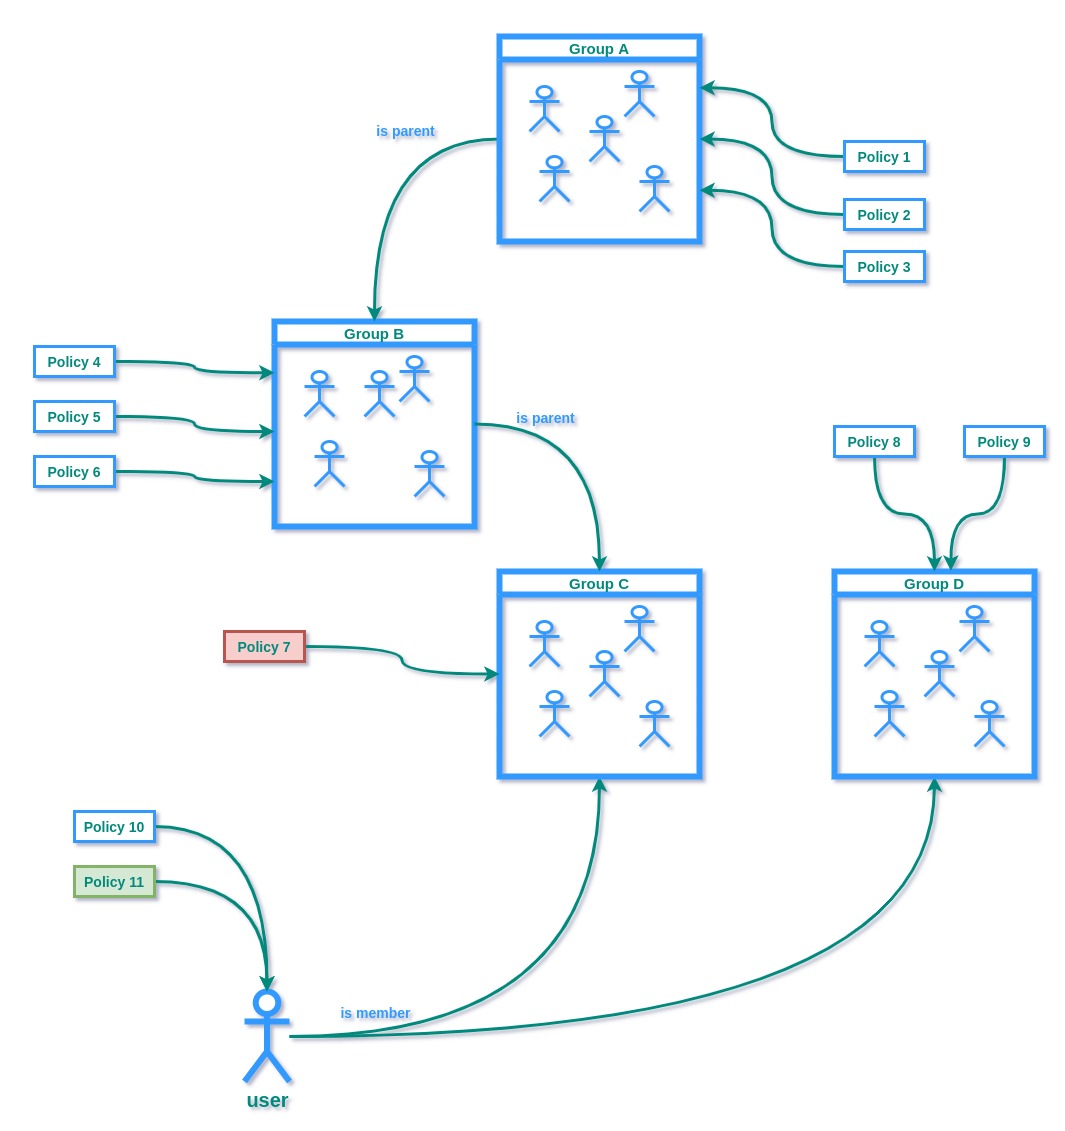 Group A
is parent
Policy 1
Policy 2
Policy 3
Group B
Policy 4
Policy 5
Policy 6
is parent
Policy 8
Policy 9
Group C
Group D
Policy 7
Policy 10
Policy 11
is member
user